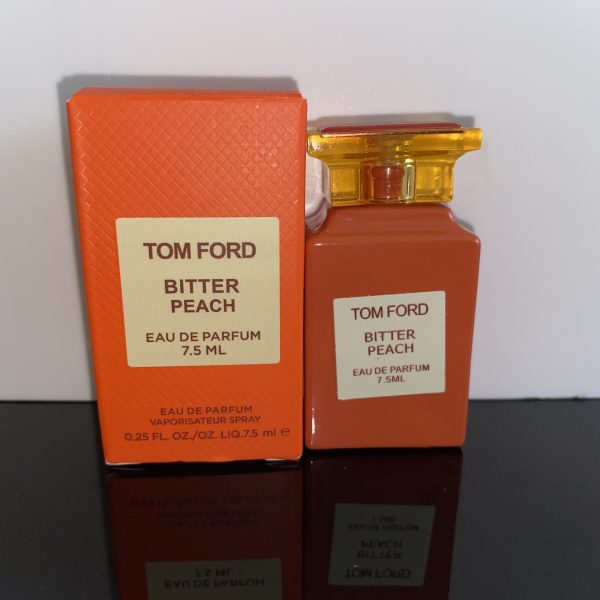 TOM FORD
BITTER
PEACH
EAU DE PARFUM
7.5 ML
EAU DE PARFUM
VAPORISATEUR SPRAY
0.25 FL. OZ./OZ. LIQ.7.5 ml e
TOM FORD
BITTER
PEACH
EAU DE PARFUM
7.5ML